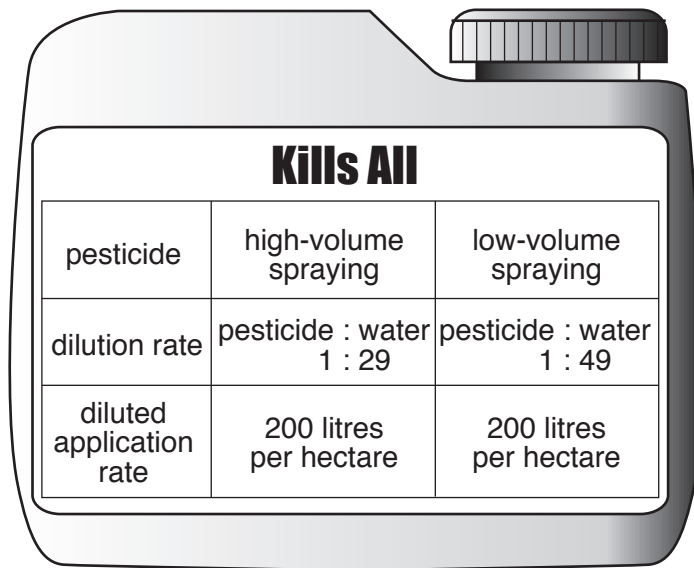 Kills All
pesticide
high-volume
spraying
low-volume
spraying
dilution rate
pesticide : water
1 : 29
pesticide : water
1 : 49
diluted
application
rate
200 litres
per hectare
200 litres
per hectare